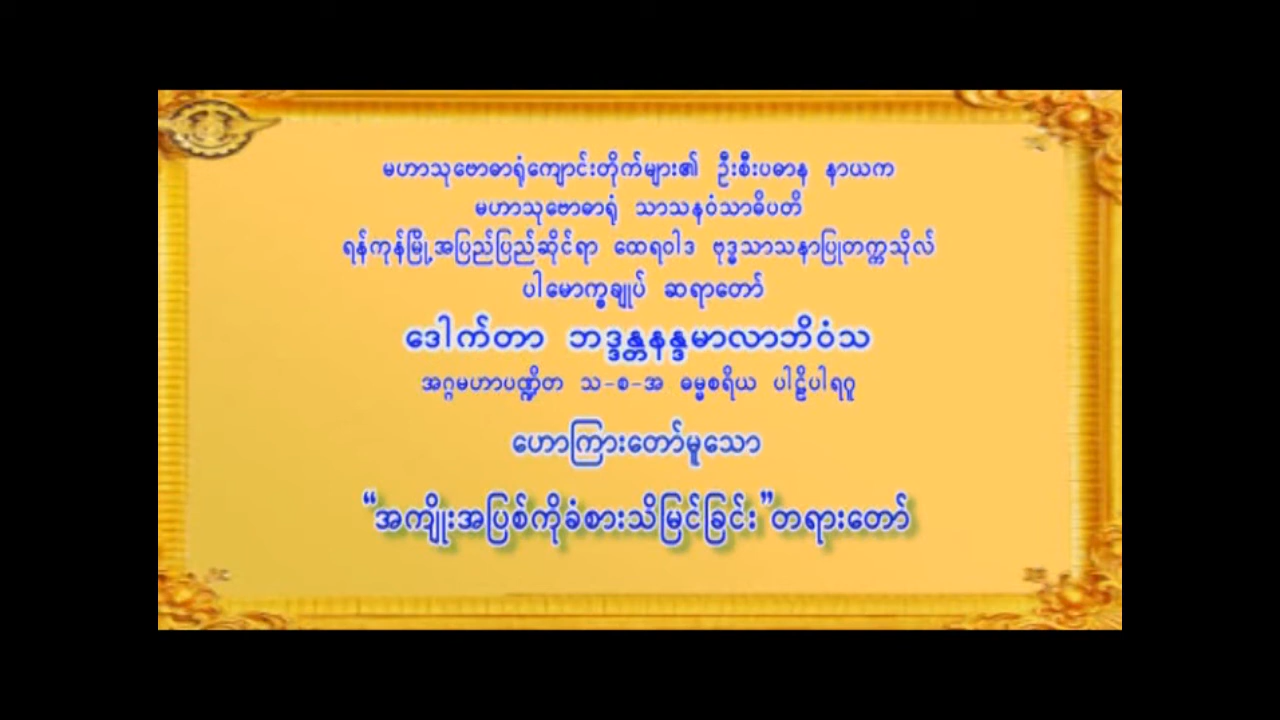 မဟာသုဗောဓာရုံကျောင်းတိုက်များ၏ ဦးစီးပဓာန နာယက
မဟာသုဗောဓာရုံ သာသနဝံသာဓိပတိ
ရန်ကုန်မြို့အပြည်ပြည်ဆိုင်ရာ ထေရဝါဒ ဗုဒ္ဓသာသနာပြုတက္ကသိုလ်
ပါမောက္ခချုပ် ဆရာတော်
ဒေါက်တာ ဘဒ္ဒန္တနန္ဒမာလာဘိဝံသ
အဂ္ဂမဟာပဏ္ဍိတ သ-စ-အ ဓမ္မစရိယ ပါဠိပါရဂူ
ဟောကြားတော်မူသော
“အကျိုးအပြစ်ကိုခံစားသိမြင်ခြင်း”တရားတော်